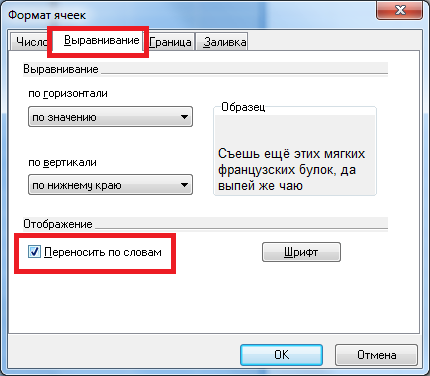 Формат ячеек
Число Выравнивание Граница Заливка
Выравнивание
по горизонтали
по значению
Образец
Съешь ещё этих мягких
французских булок, да
выпей же чаю
по вертикали
по нижнему краю
Отображение
Переносить по словам
Шрифт
OK Отмена